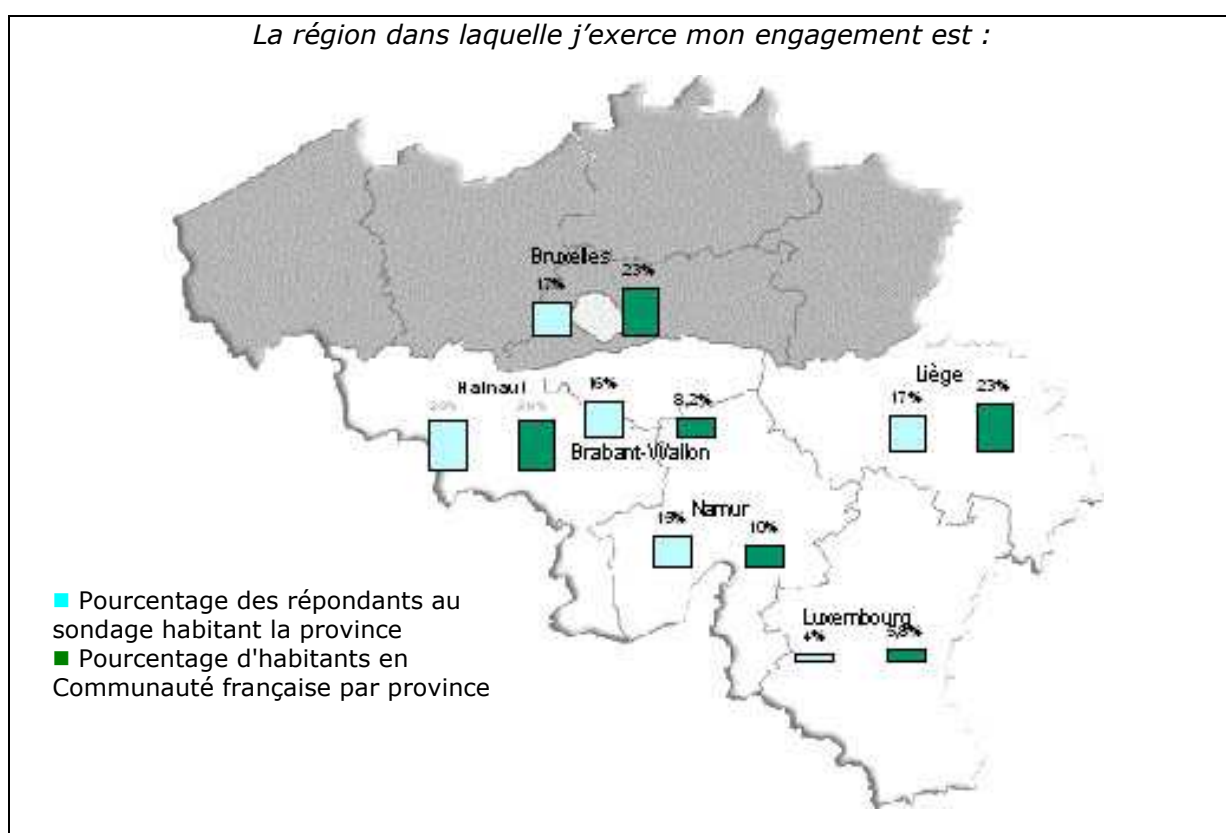 La région dans laquelle j’exerce mon engagement est :
Bruxelles
17% 23%
Hainaut
16% 8,2%
Brabant-Wallon
Liège
17% 23%
Namur
15% 10%
Luxembourg
4%
Pourcentage des répondants au
sondage habitant la province
Pourcentage d'habitants en
Communauté française par province